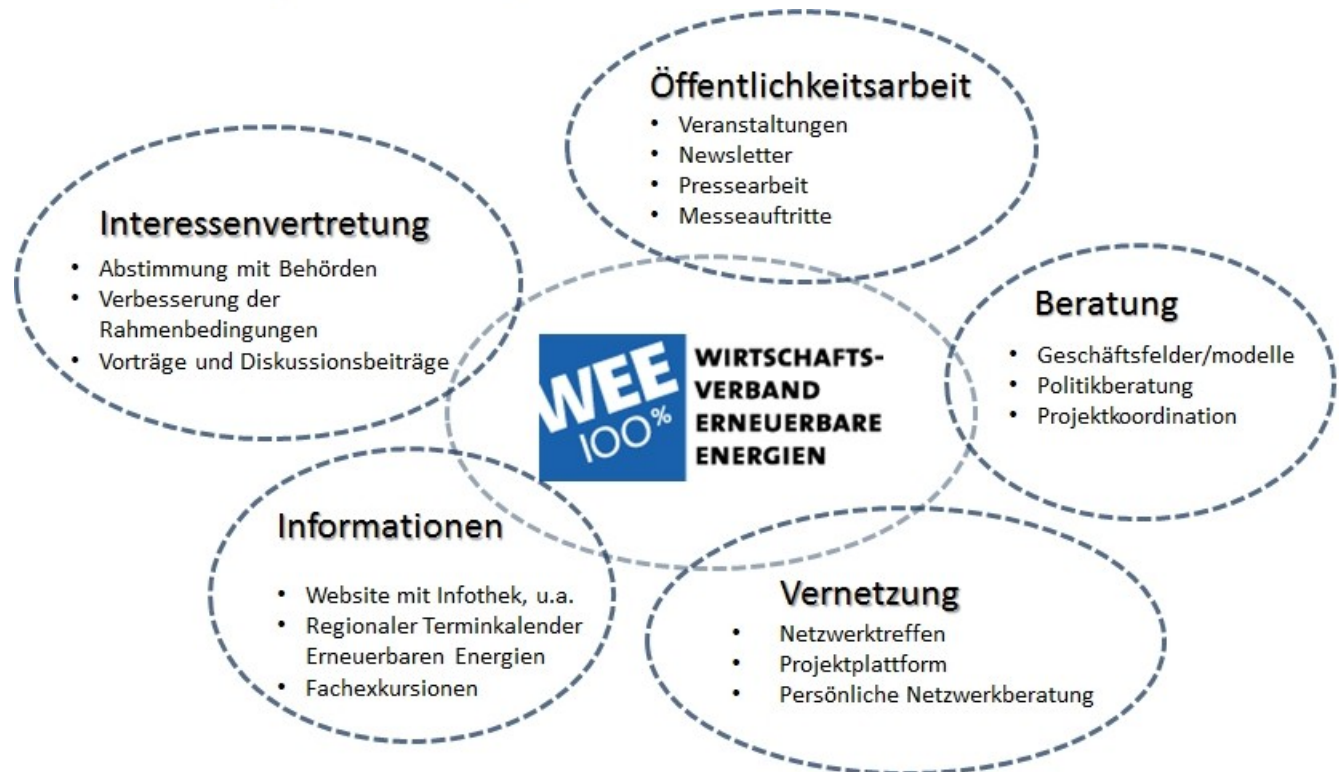 Öffentlichkeitsarbeit
• Veranstaltungen
• Newsletter
• Pressearbeit
• Messeauftritte
Interessenvertretung
• Abstimmung mit Behörden
• Verbesserung der
Rahmenbedingungen
• Vorträge und Diskussionsbeiträge
Beratung
• Geschäftsfelder/modelle
• Politikberatung
• Projektkoordination
WEE
100%
WIRTSCHAFTS-
VERBAND
ERNEUERBARE
ENERGIEN
Informationen
• Website mit Infothek, u.a.
• Regionaler Terminkalender
Erneuerbaren Energien
• Fachexkursionen
Vernetzung
• Netzwerktreffen
• Projektplattform
• Persönliche Netzwerkberatung